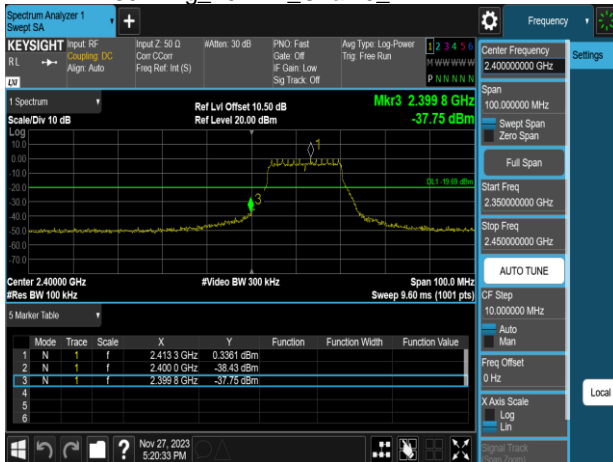 Spectrum Analyzer 1
Swept SA
+
Frequency
KEYSIGHT Input: RF
RL
Coupling: DC
Align: Auto
LXI
Input Z: 50 Ω
Corr CCorr
Freq Ref: Int (S)
#Atten: 30 dB
PNO: Fast
Gate: Off
IF Gain: Low
Sig Track: Off
Avg Type: Log-Power
Trig: Free Run
1 2 3 4 5 6
M W W W W W
P N N N N N
Center Frequency
2.400000000 GHz
Settings
Span
100.000000 MHz
Swept Span
Zero Span
Full Span
Start Freq
2.350000000 GHz
Stop Freq
2.450000000 GHz
AUTO TUNE
CF Step
10.000000 MHz
Auto
Man
Freq Offset
0 Hz
X Axis Scale
Log
Lin
Signal Track
(Span Zoom)
Local
1 Spectrum
Scale/Div 10 dB
Ref Lvl Offset 10.50 dB
Ref Level 20.00 dBm
Mkr3 2.399 8 GHz
-37.75 dBm
Log
10.0
0.00
-10.0
-20.0
-30.0
-40.0
-50.0
-60.0
-70.0
1
3
DL1 -19.69 dBm
Center 2.40000 GHz
#Res BW 100 kHz
#Video BW 300 kHz
Span 100.0 MHz
Sweep 9.60 ms (1001 pts)
5 Marker Table
Mode Trace Scale X Y Function Function Width Function Value
1 N 1 f 2.413 3 GHz 0.3361 dBm
2 N 1 f 2.400 0 GHz -38.43 dBm
3 N 1 f 2.399 8 GHz -37.75 dBm
4
5
6
?
Nov 27, 2023
5:20:33 PM